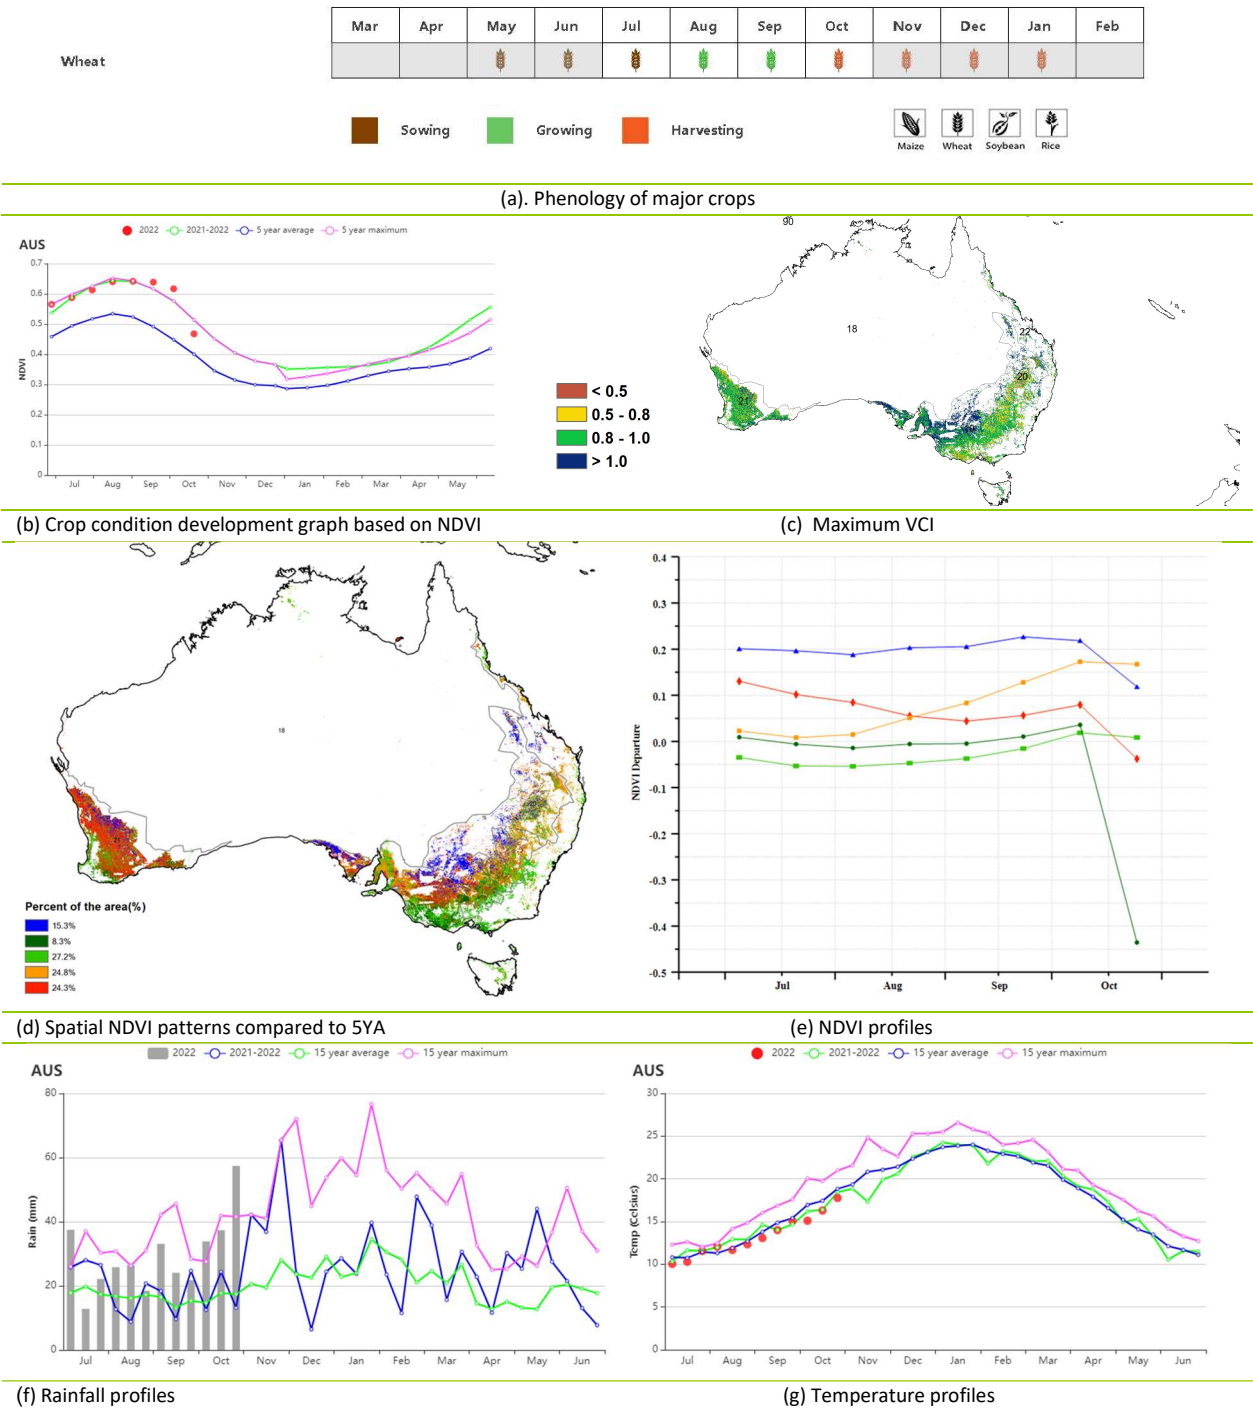 Mar Apr May Jun Jul Aug Sep Oct Nov Dec Jan Feb
Wheat
Sowing Growing Harvesting
Maize Wheat Soybean Rice
(a). Phenology of major crops
2022 2021-2022 5 year average 5 year maximum
AUS
0.7
0.6
0.5
0.4
0.3
0.2
0.1
0
NDVI
Jul Aug Sep Oct Nov Dec Jan Feb Mar Apr May
90
18
22
20
21
19
< 0.5
0.5 - 0.8
0.8 - 1.0
> 1.0
(b) Crop condition development graph based on NDVI
(c) Maximum VCI
18
Percent of the area(%)
15.3%
8.3%
27.2%
24.8%
24.3%
0.4
0.3
0.2
0.1
0.0
-0.1
-0.2
-0.3
-0.4
-0.5
NDVI Departure
Jul Aug Sep Oct
(d) Spatial NDVI patterns compared to 5YA
(e) NDVI profiles
2022 2021-2022 15 year average 15 year maximum
AUS
80
60
40
20
0
Rain (mm)
Jul Aug Sep Oct Nov Dec Jan Feb Mar Apr May Jun
2022 2021-2022 15 year average 15 year maximum
AUS
30
25
20
15
10
5
0
Temp (Celsius)
Jul Aug Sep Oct Nov Dec Jan Feb Mar Apr May Jun
(f) Rainfall profiles
(g) Temperature profiles